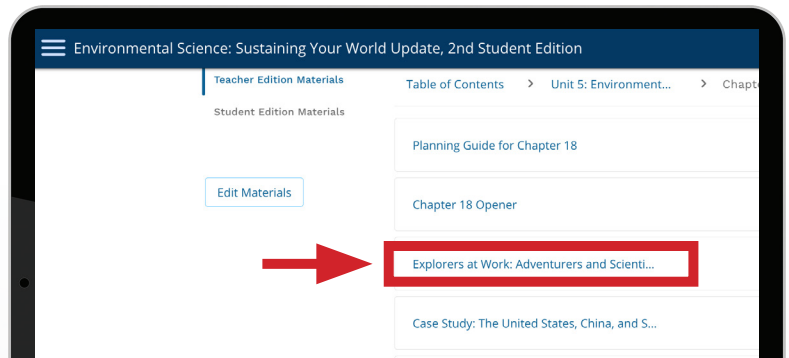 Environmental Science: Sustaining Your World Update, 2nd Student Edition
Teacher Edition Materials
Student Edition Materials
Edit Materials
Table of Contents > Unit 5: Environment... > Chapt
Planning Guide for Chapter 18
Chapter 18 Opener
Explorers at Work: Adventurers and Scienti...
Case Study: The United States, China, and S...